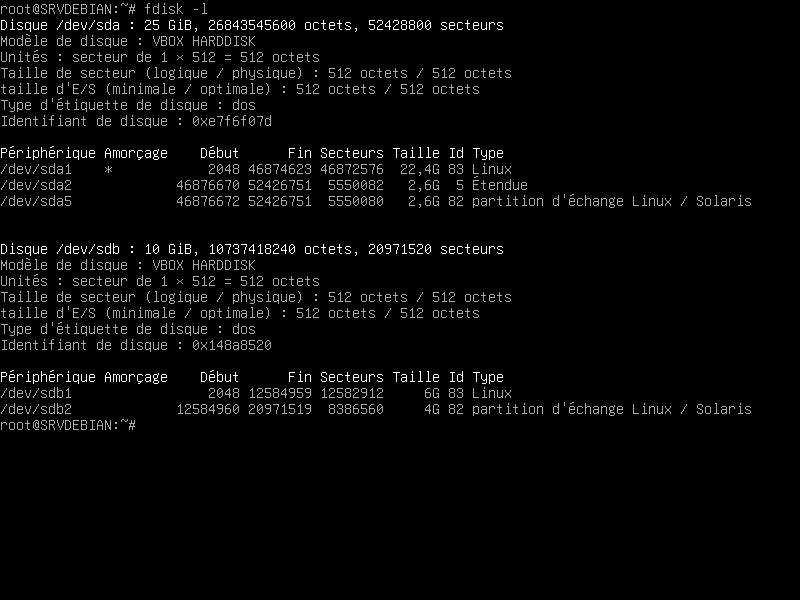 root@SRVDEBIAN:~# fdisk -l
Disque /dev/sda : 25 GiB, 26843545600 octets, 52428800 secteurs
Modèle de disque : VBOX HARDDISK
Unités : secteur de 1 × 512 = 512 octets
Taille de secteur (logique / physique) : 512 octets / 512 octets
taille d'E/S (minimale / optimale) : 512 octets / 512 octets
Type d'étiquette de disque : dos
Identifiant de disque : 0xe7f6f07d

Périphérique Amorçage    Début      Fin Secteurs Taille Id Type
/dev/sda1    *            2048 46874623 46872576  22,4G 83 Linux
/dev/sda2             46876670 52426751  5550082   2,6G  5 Étendue
/dev/sda5             46876672 52426751  5550080   2,6G 82 partition d'échange Linux / Solaris


Disque /dev/sdb : 10 GiB, 10737418240 octets, 20971520 secteurs
Modèle de disque : VBOX HARDDISK
Unités : secteur de 1 × 512 = 512 octets
Taille de secteur (logique / physique) : 512 octets / 512 octets
taille d'E/S (minimale / optimale) : 512 octets / 512 octets
Type d'étiquette de disque : dos
Identifiant de disque : 0x148a8520

Périphérique Amorçage    Début      Fin Secteurs Taille Id Type
/dev/sdb1                 2048 12584959 12582912     6G 83 Linux
/dev/sdb2             12584960 20971519  8386560     4G 82 partition d'échange Linux / Solaris
root@SRVDEBIAN:~#